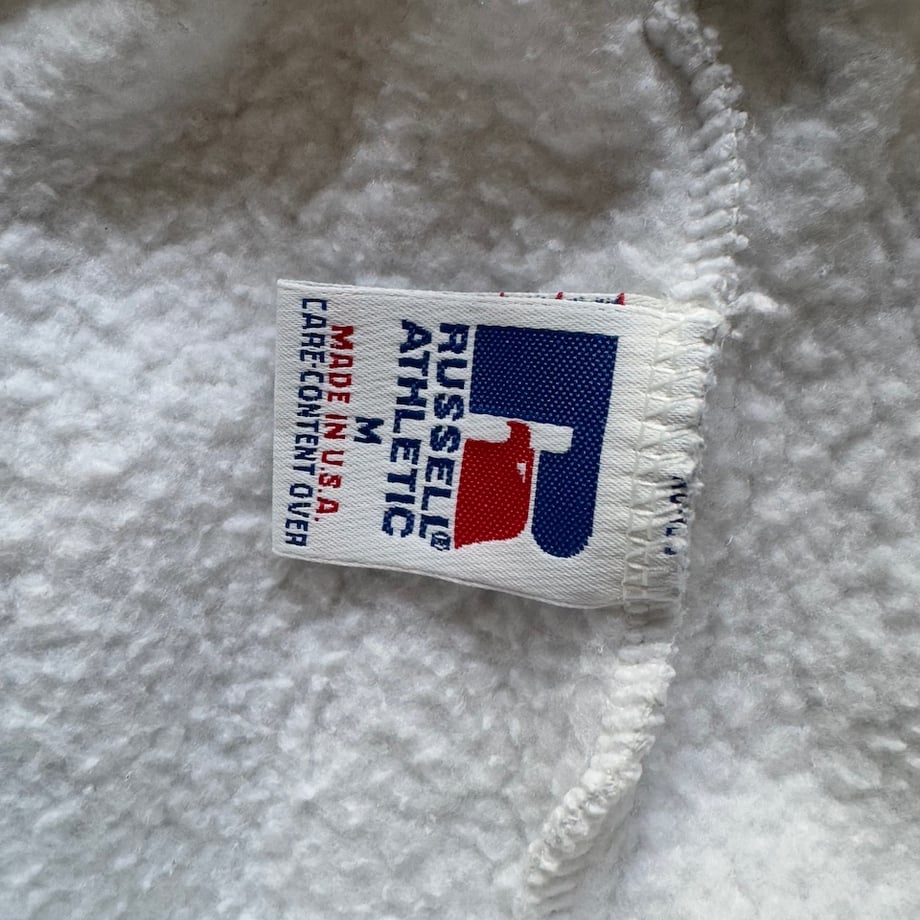 RUSSELL®
ATHLETIC
M
MADE IN U.S.A.
CARE-CONTENT OVER